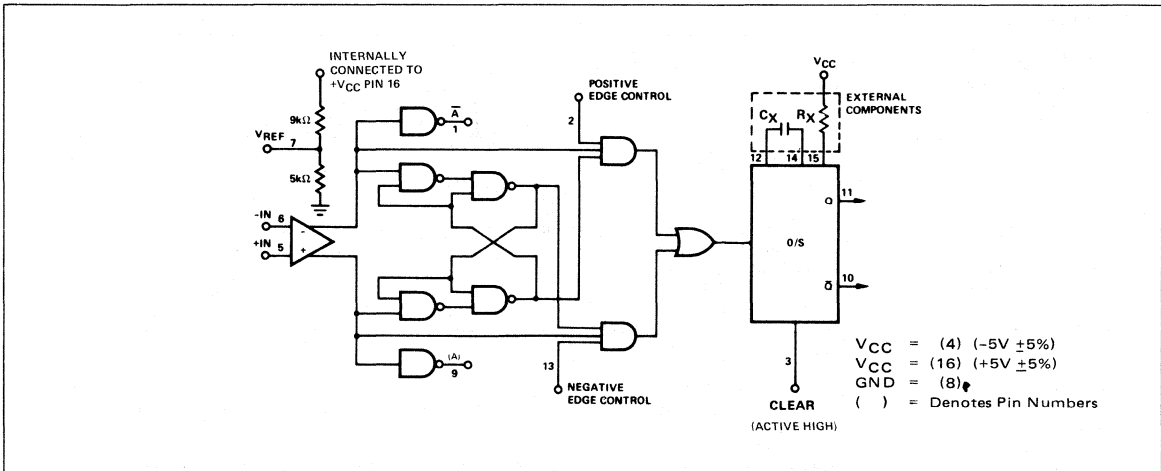 INTERNALLY
CONNECTED TO
+VCC PIN 16
9kΩ
VREF 7
5kΩ
-IN 6
+IN 5
-
+
A̅
1
(A)
9
POSITIVE
EDGE CONTROL
2
13
NEGATIVE
EDGE CONTROL
VCC
CX
RX
EXTERNAL
COMPONENTS
12 14 15
Q 11
O/S
Q̅ 10
3
CLEAR
(ACTIVE HIGH)
VCC = (4) (-5V ±5%)
VCC = (16) (+5V ±5%)
GND = (8)
( ) = Denotes Pin Numbers